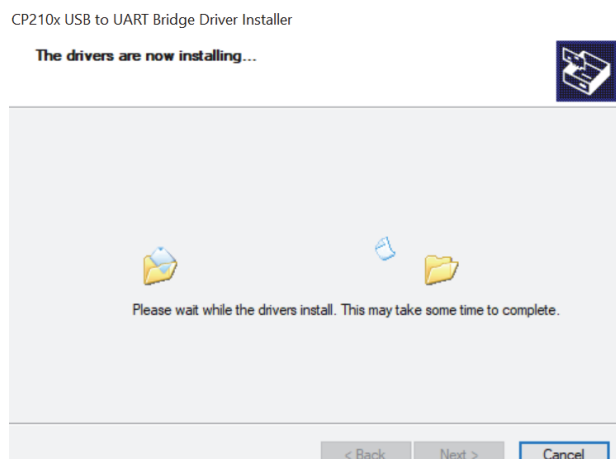 CP210x USB to UART Bridge Driver Installer
The drivers are now installing...
Please wait while the drivers install. This may take some time to complete.
< Back Next > Cancel